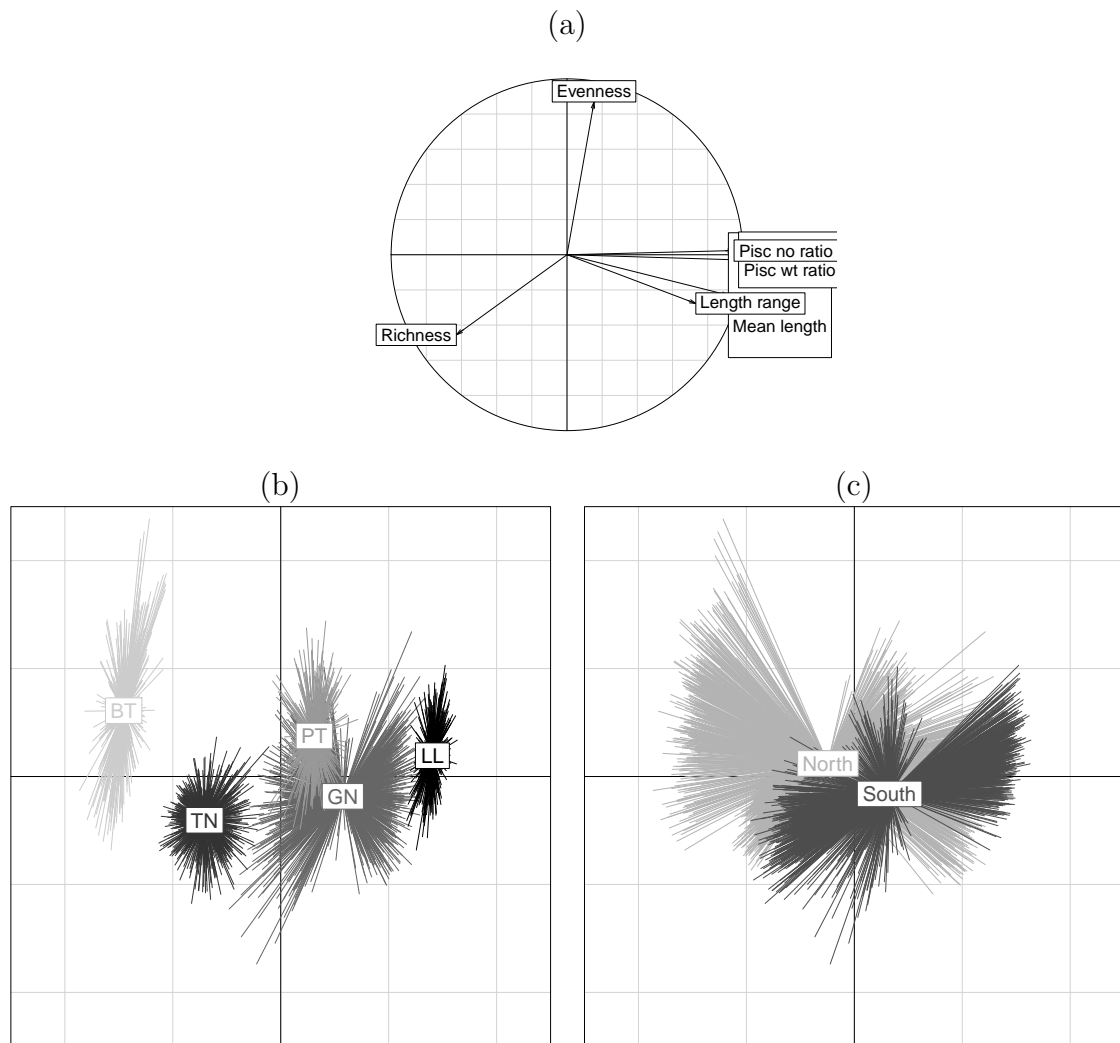 (a)
Evenness
Pisc no ratio
Pisc wt ratio
Length range
Mean length
Richness
(b)
(c)
BT
PT
LL
GN
TN
North
South